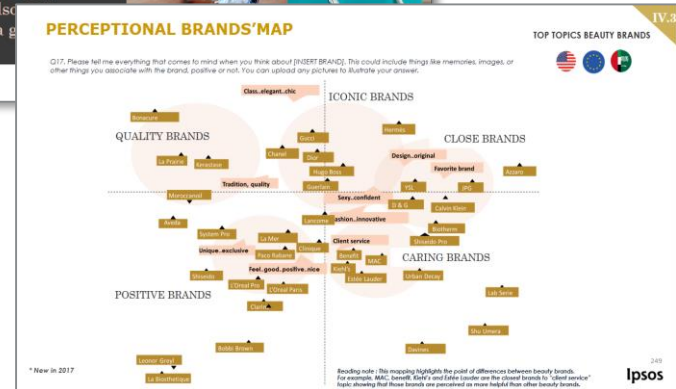 also
a g
PERCEPTIONAL BRANDS'MAP
IV.3
TOP TOPICS BEAUTY BRANDS
Q17. Please tell me everything that comes to mind when you think about [INSERT BRAND]. This could include things like memories, images, or
other things you associate with the brand, positive or not. You can upload any pictures to illustrate your answer.
Class..elegant..chic
ICONIC BRANDS
Bonacure
Hermès
QUALITY BRANDS
Gucci
CLOSE BRANDS
Chanel
Dior
Design..original
La Prairie
Kerastase
Hugo Boss
Favorite brand
Azzaro
Tradition, quality
Guerlain
YSL
JPG
Moroccanoil
Sexy..confident
D & G
Calvin Klein
Aveda
Lancome
Fashion..innovative
System Pro
La Mer
Client service
Biotherm
Shiseido Pro
Unique..exclusive
Paco Rabane
Clinique
Benefit
MAC
CARING BRANDS
Feel..good..positive..nice
Kiehl's
Shiseido
Estée Lauder
Urban Decay
L'Oreal Pro
L'Oreal Paris
POSITIVE BRANDS
Lab Serie
Clarins
Shu Umera
Bobbi Brown
Davines
Leonor Greyl
La Biosthetique
* New in 2017
Reading note : This mapping highlights the point of differences between beauty brands.
For example, MAC, benefit, Kiehl's and Estée Lauder are the closest brands to "client service"
topic showing that those brands are perceived as more helpful than other beauty brands.
249
Ipsos